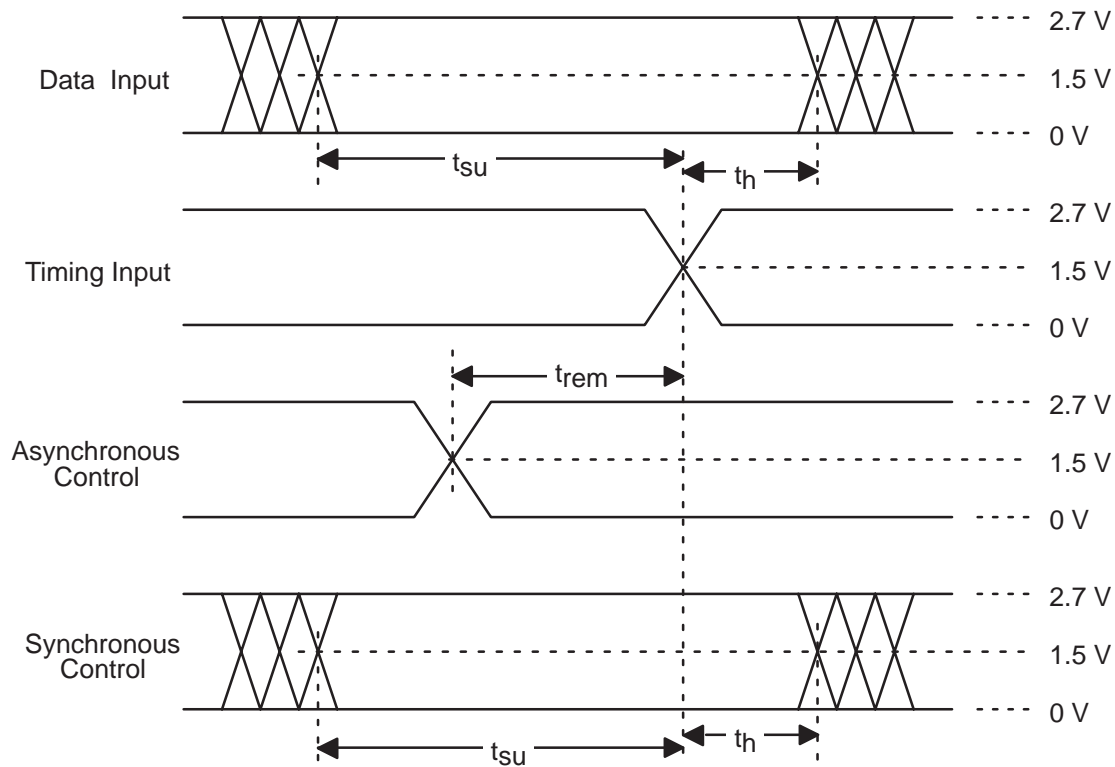 2.7 V
Data Input
1.5 V
0 V
tsu
th
2.7 V
Timing Input
1.5 V
0 V
trem
2.7 V
Asynchronous
Control
1.5 V
0 V
2.7 V
Synchronous
Control
1.5 V
0 V
tsu
th